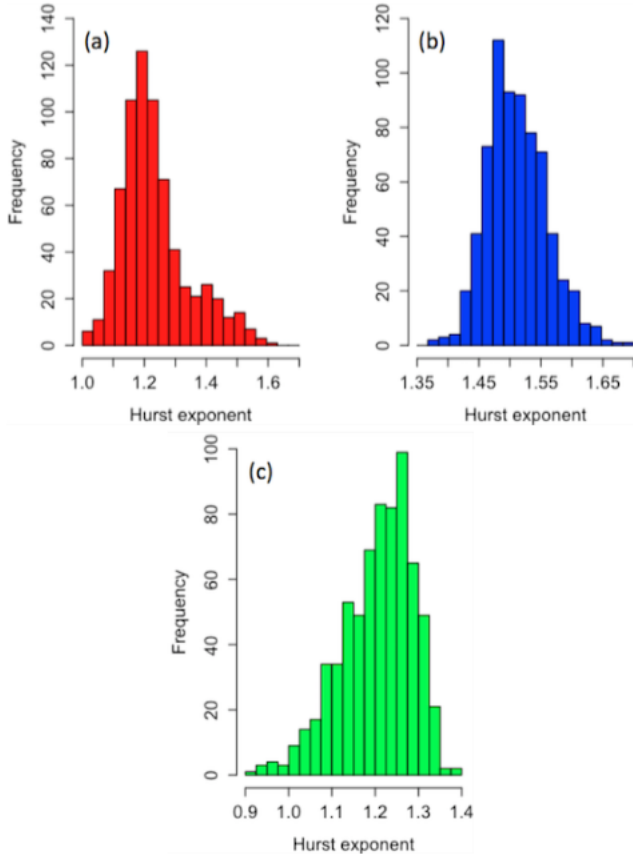 (a)
Frequency
0 20 40 60 80 100 120 140
1.0 1.2 1.4 1.6
Hurst exponent
(b)
Frequency
0 20 40 60 80 100 120
1.35 1.45 1.55 1.65
Hurst exponent
(c)
Frequency
0 20 40 60 80 100
0.9 1.0 1.1 1.2 1.3 1.4
Hurst exponent